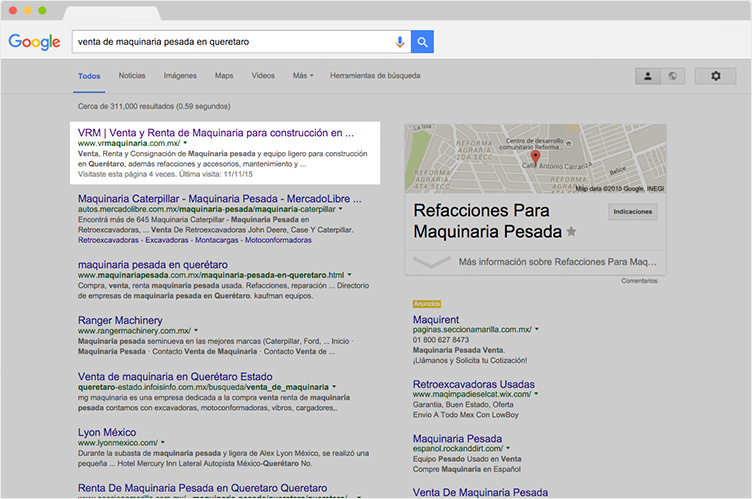 Google
venta de maquinaria pesada en queretaro
Todos Noticias Imágenes Maps Videos Más Herramientas de búsqueda
Cerca de 311,000 resultados (0.59 segundos)
VRM | Venta y Renta de Maquinaria para construcción en ...
www.vrmaquinaria.com.mx/
Venta, Renta y Consignación de Maquinaria pesada y equipo ligero para construcción
en Querétaro, además refacciones y accesorios, mantenimiento y ...
Visitaste esta página 4 veces. Última visita: 11/11/15
Maquinaria Caterpillar - Maquinaria Pesada - MercadoLibre ...
autos.mercadolibre.com.mx/maquinaria-pesada/maquinaria-caterpillar
Encontrá más de 645 Maquinaria Caterpillar - Maquinaria Pesada en
Retroexcavadoras, ... Venta De Retroexcavadoras John Deere, Case Y Caterpillar.
Retroexcavadoras - Excavadoras - Montacargas - Motoconformadoras
maquinaria pesada en querétaro
www.maquinariapesada.com.mx/maquinaria-pesada-en-queretaro.html
Compra, venta, renta maquinaria pesada usada. Refacciones, reparación ... Directorio
de empresas de maquinaria pesada en Querétaro. kaufman equipos.
Ranger Machinery
www.rangermachinery.com.mx/
Maquinaria pesada seminueva en las mejores marcas (Caterpillar, Ford, ... Inicio ·
Maquinaria Pesada · Contacto Venta de Maquinaria · Contacto Venta de ...
Venta de maquinaria en Querétaro Estado
queretaro-estado.infoisinfo.com.mx/busqueda/venta_de_maquinaria
mg maquinaria es una empresa dedicada a la compra venta renta de maquinaria
pesada contamos con excavadoras, motoconformadoras, vibros, cargadores,.
Lyon México
www.lyonmexico.com/
Durante la subasta de maquinaria pesada y ligera de Alex Lyon México, se realizó una
pequeña ... Hotel Mercury Inn Lateral Autopista México-Querétaro No.
Renta De Maquinaria Pesada En Queretaro Queretaro
La Isla
REFORMA
AGRARIA
2DA SECC
Centro de desarrollo
comunitario Reforma...
Calle Antonio Carranza
Belice
REFORMA
AGRARIA
4TA SECC
REFORMA
AGRARIA
1RA SECC
Map data ©2015 Google, INEGI
Refacciones Para
Maquinaria Pesada
Indicaciones
Más información sobre Refacciones Para Maq...
Comentarios
Anuncios
Maquirent
paginas.seccionamarilla.com.mx/
01 800 627 8473
Maquinaria Pesada Venta.
¡Llámanos y Solicita tu Cotización!
Retroexcavadoras Usadas
www.maqimpadieselcat.wix.com/
Garantia, Buen Estado, Oferta
Envio A Todo Mex Con LowBoy
Maquinaria Pesada
espanol.rockanddirt.com/
Equipo Pesado Usado en Venta
Compre Maquinaria en Español
Venta De Maquinaria Pesada